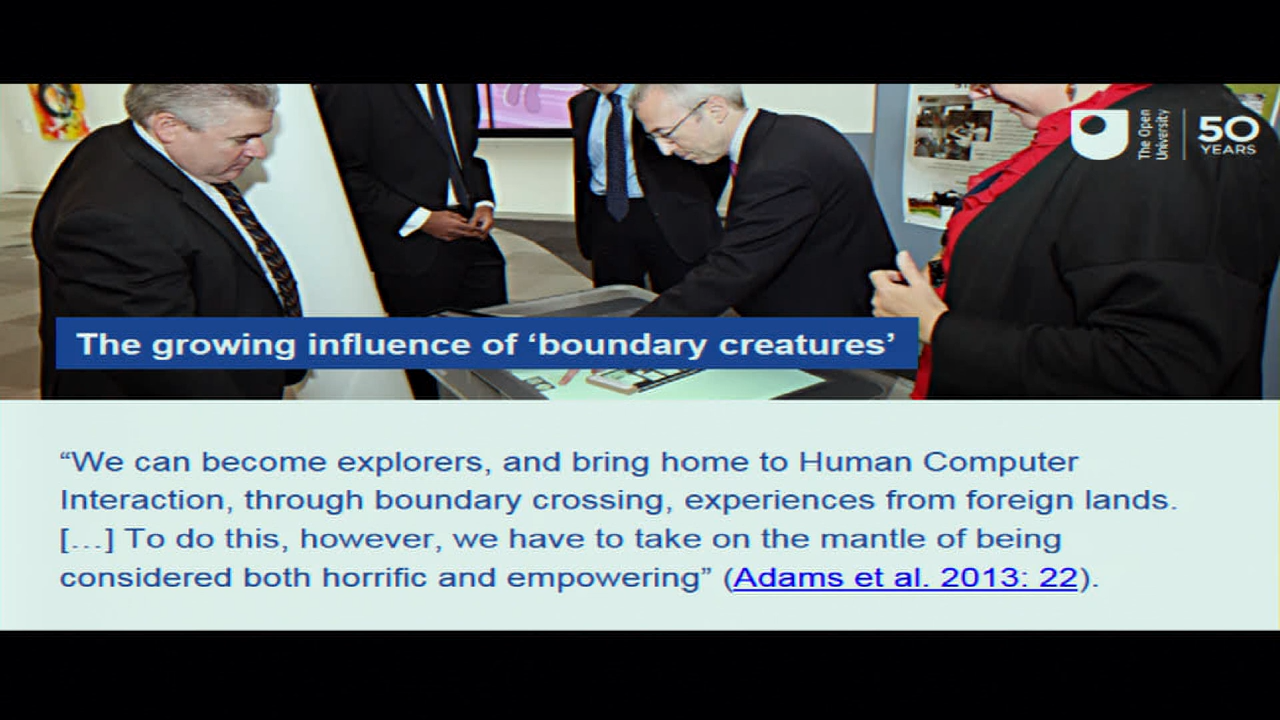 The Open
University
50
YEARS
The growing influence of ‘boundary creatures’
“We can become explorers, and bring home to Human Computer
Interaction, through boundary crossing, experiences from foreign lands.
[…] To do this, however, we have to take on the mantle of being
considered both horrific and empowering” (Adams et al. 2013: 22).